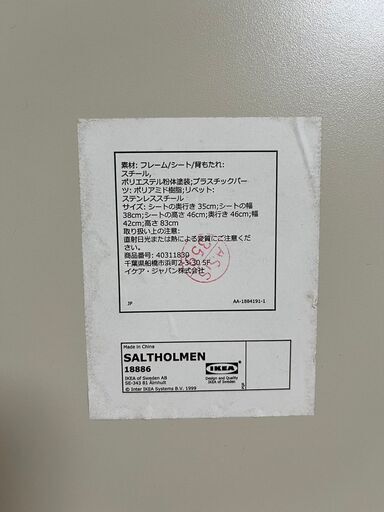 素材: フレーム/シート/背もたれ:
スチール,
ポリエステル粉体塗装;プラスチックパー
ツ: ポリアミド樹脂;リベット:
ステンレススチール
サイズ: シートの奥行き 35cm;シートの幅
38cm;シートの高さ 46cm;奥行き 46cm;幅
42cm;高さ 83cm
取り扱い上の注意:
直射日光または熱による変質にご注意くださ
い
商品番号: 40311830
千葉県船橋市浜町2-3-30 5F
イケア・ジャパン株式会社
JP
AA-1884191-1
Made in China
SALTHOLMEN
18886
IKEA of Sweden AB
SE-343 81 Älmhult
© Inter IKEA Systems B.V. 1999
IKEA
Design and Quality
IKEA of Sweden